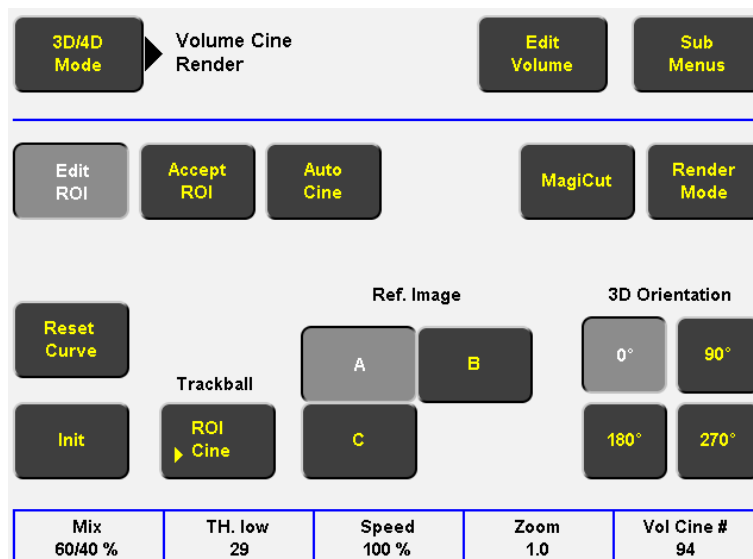 3D/4D
Mode
Volume Cine
Render
Edit
Volume
Sub
Menus
Edit
ROI
Accept
ROI
Auto
Cine
MagiCut
Render
Mode
Ref. Image
3D Orientation
Reset
Curve
A
B
0°
90°
Trackball
Init
ROI
Cine
C
180°
270°
Mix
60/40 %
TH. low
29
Speed
100 %
Zoom
1.0
Vol Cine #
94